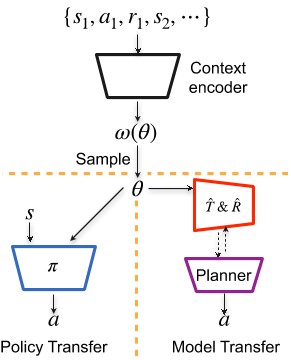 {s₁, a₁, r₁, s₂, ⋯}
Context
encoder
ω(θ)
Sample
θ
T̂ & R̂
s
π
Planner
a
a
Policy Transfer
Model Transfer